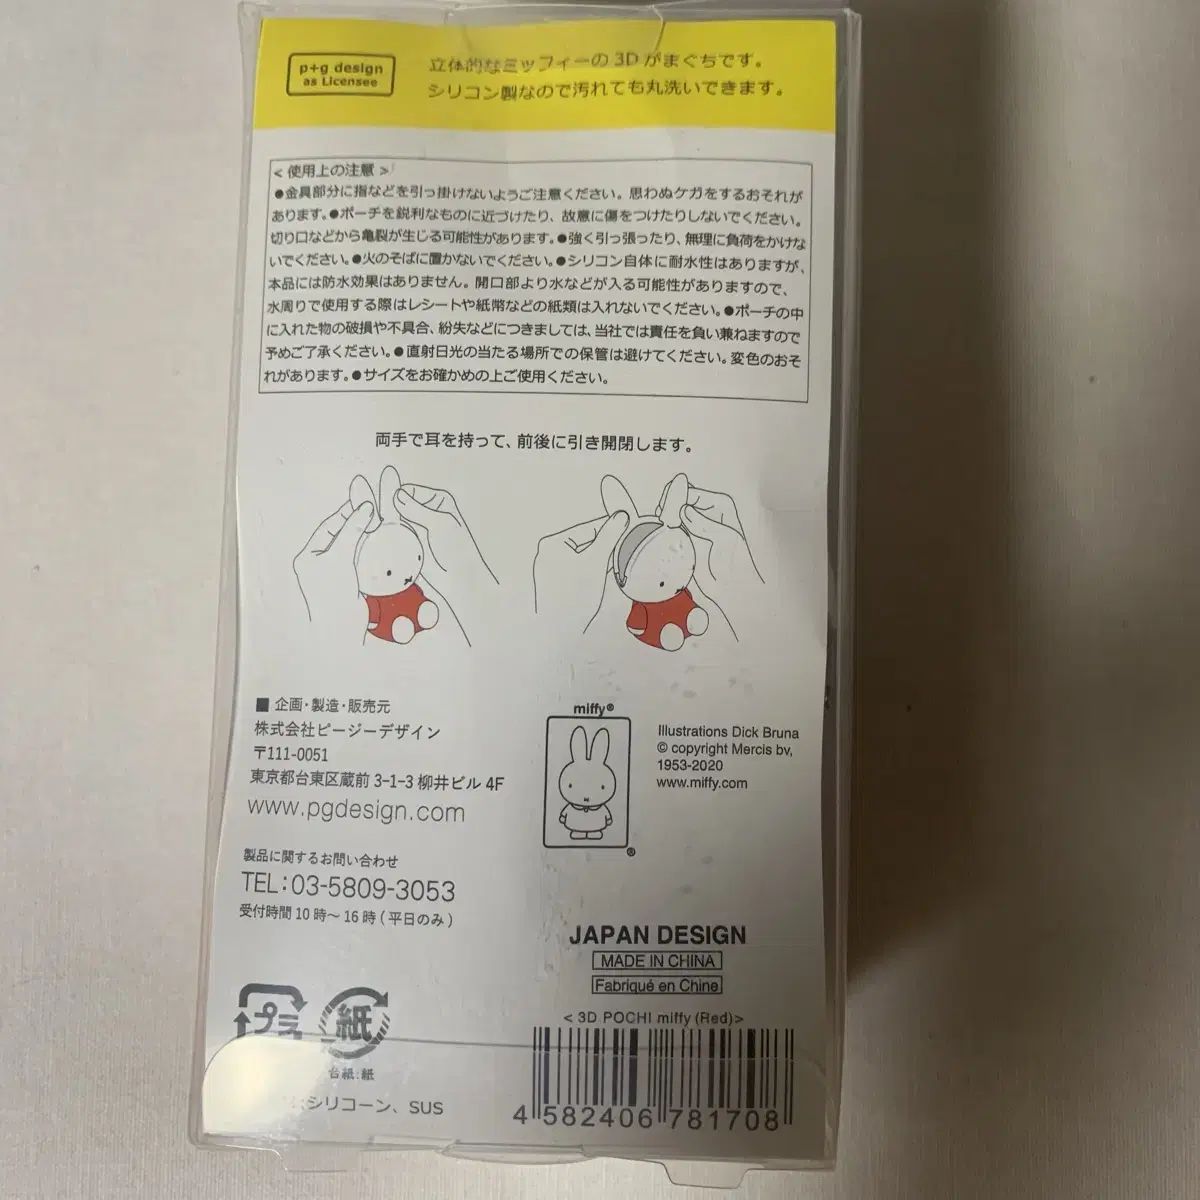 p+g design
as Licensee
立体的なミッフィーの3Dがまぐちです。
シリコン製なので汚れても丸洗いできます。
＜使用上の注意＞
●金具部分に指などを引っ掛けないようご注意ください。思わぬケガをするおそれが
あります。●ポーチを鋭利なものに近づけたり、故意に傷をつけたりしないでください。
切り口などから亀裂が生じる可能性があります。●強く引っ張ったり、無理に負荷をかけな
いでください。●火のそばに置かないでください。●シリコン自体に耐水性はありますが、
本品には防水効果はありません。開口部より水などが入る可能性がありますので、
水周りで使用する際はレシートや紙幣などの紙類は入れないでください。●ポーチの中
に入れた物の破損や不具合、紛失などにつきましては、当社では責任を負い兼ねますので
予めご了承ください。●直射日光の当たる場所での保管は避けてください。変色のおそ
れがあります。●サイズをお確かめの上ご使用ください。
両手で耳を持って、前後に引き開閉します。
■ 企画・製造・販売元
株式会社ピージーデザイン
〒111-0051
東京都台東区蔵前 3-1-3 柳井ビル 4F
www.pgdesign.com
製品に関するお問い合わせ
TEL:03-5809-3053
受付時間 10 時～ 16 時 ( 平日のみ )
miffy®
®
Illustrations Dick Bruna
© copyright Mercis bv,
1953-2020
www.miffy.com
JAPAN DESIGN
MADE IN CHINA
Fabriqué en Chine
< 3D POCHI miffy (Red)>
プラ
紙
台紙:紙
シリコーン、SUS
4 582406 781708